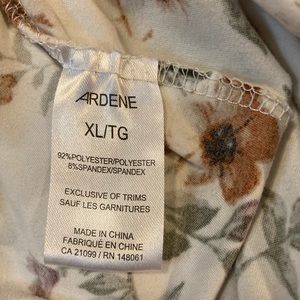 ARDENE
XL/TG
92%POLYESTER/POLYESTER
8%SPANDEX/SPANDEX
EXCLUSIVE OF TRIMS
SAUF LES GARNITURES
MADE IN CHINA
FABRIQUÉ EN CHINE
CA 21099 / RN 148061